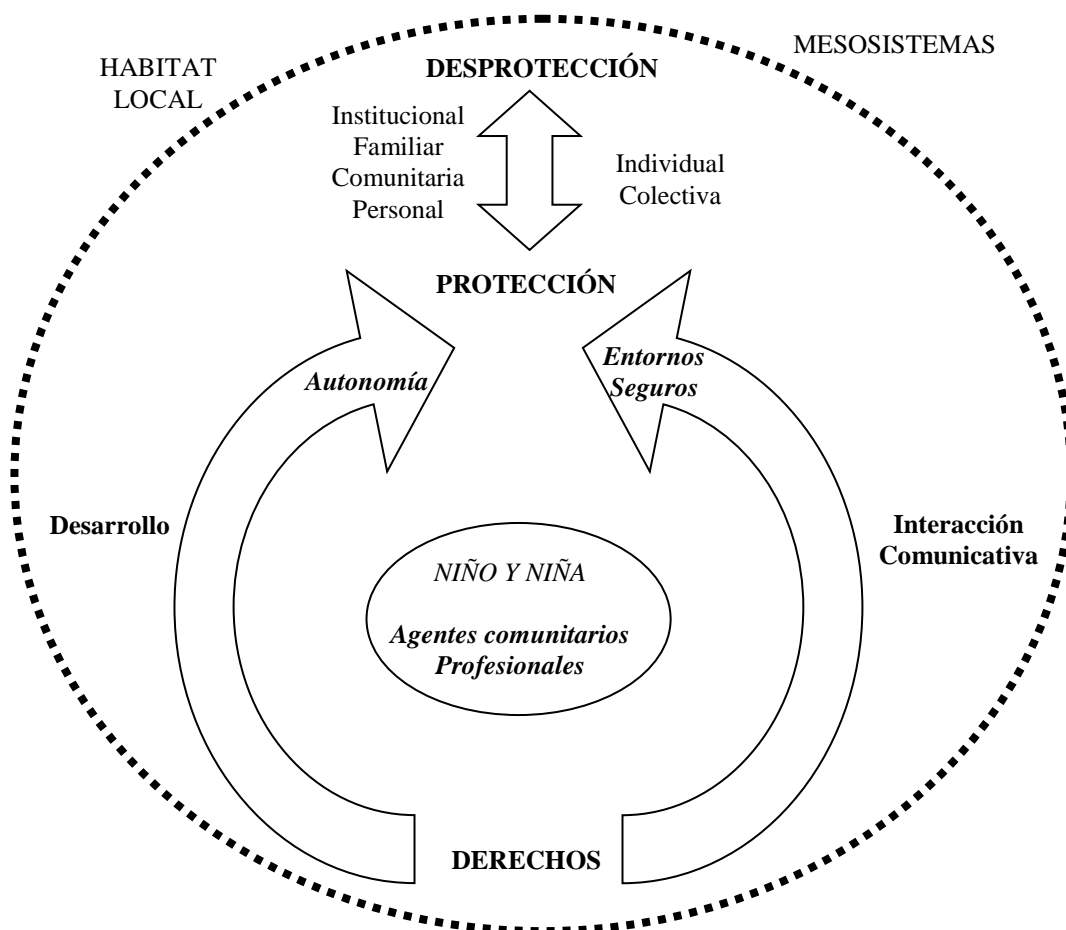 HABITAT
LOCAL
MESOSISTEMAS
DESPROTECCIÓN
Institucional
Familiar
Comunitaria
Personal
Individual
Colectiva
PROTECCIÓN
Autonomía
Entornos
Seguros
Desarrollo
Interacción
Comunicativa
NIÑO Y NIÑA
Agentes comunitarios
Profesionales
DERECHOS